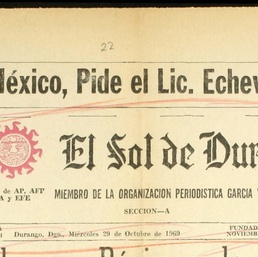 22
México, Pide el Lic. Echev
El Sol de Dur
de AP, AFP
A y EFE
MIEMBRO DE LA ORGANIZACION PERIODISTICA GARCIA
SECCION—A
Durango, Dgo., Miércoles 29 de Octubre de 1969
FUNDAD
NOVIEMB